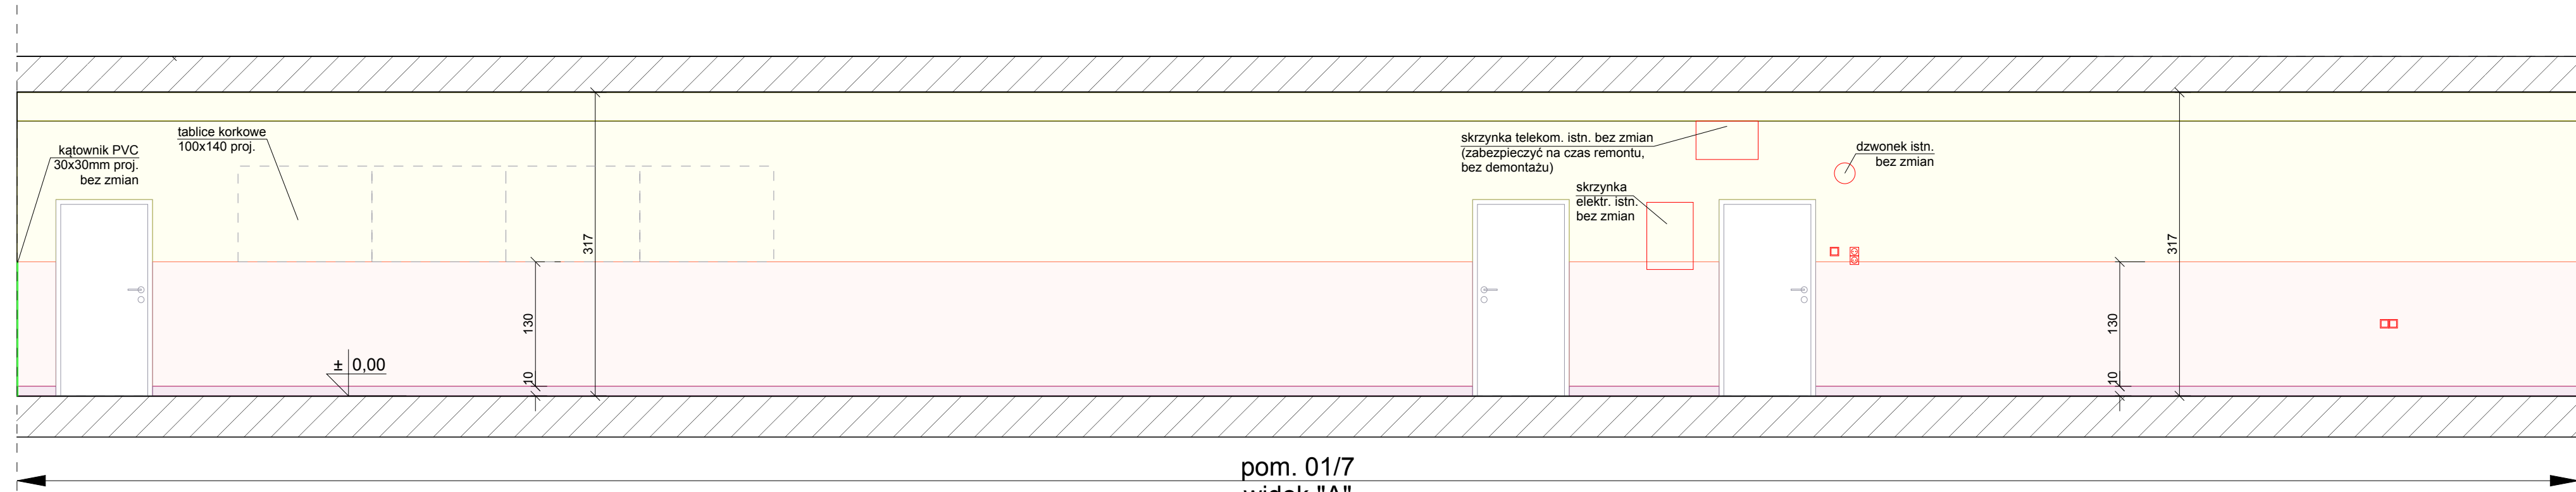 kątownik PVC
30x30mm proj.
bez zmian
tablice korkowe
100x140 proj.
317
130
10
± 0,00
skrzynka telekom. istn. bez zmian
(zabezpieczyć na czas remontu,
bez demontażu)
skrzynka
elektr. istn.
bez zmian
dzwonek istn.
bez zmian
317
130
10
pom. 01/7
widok "A"